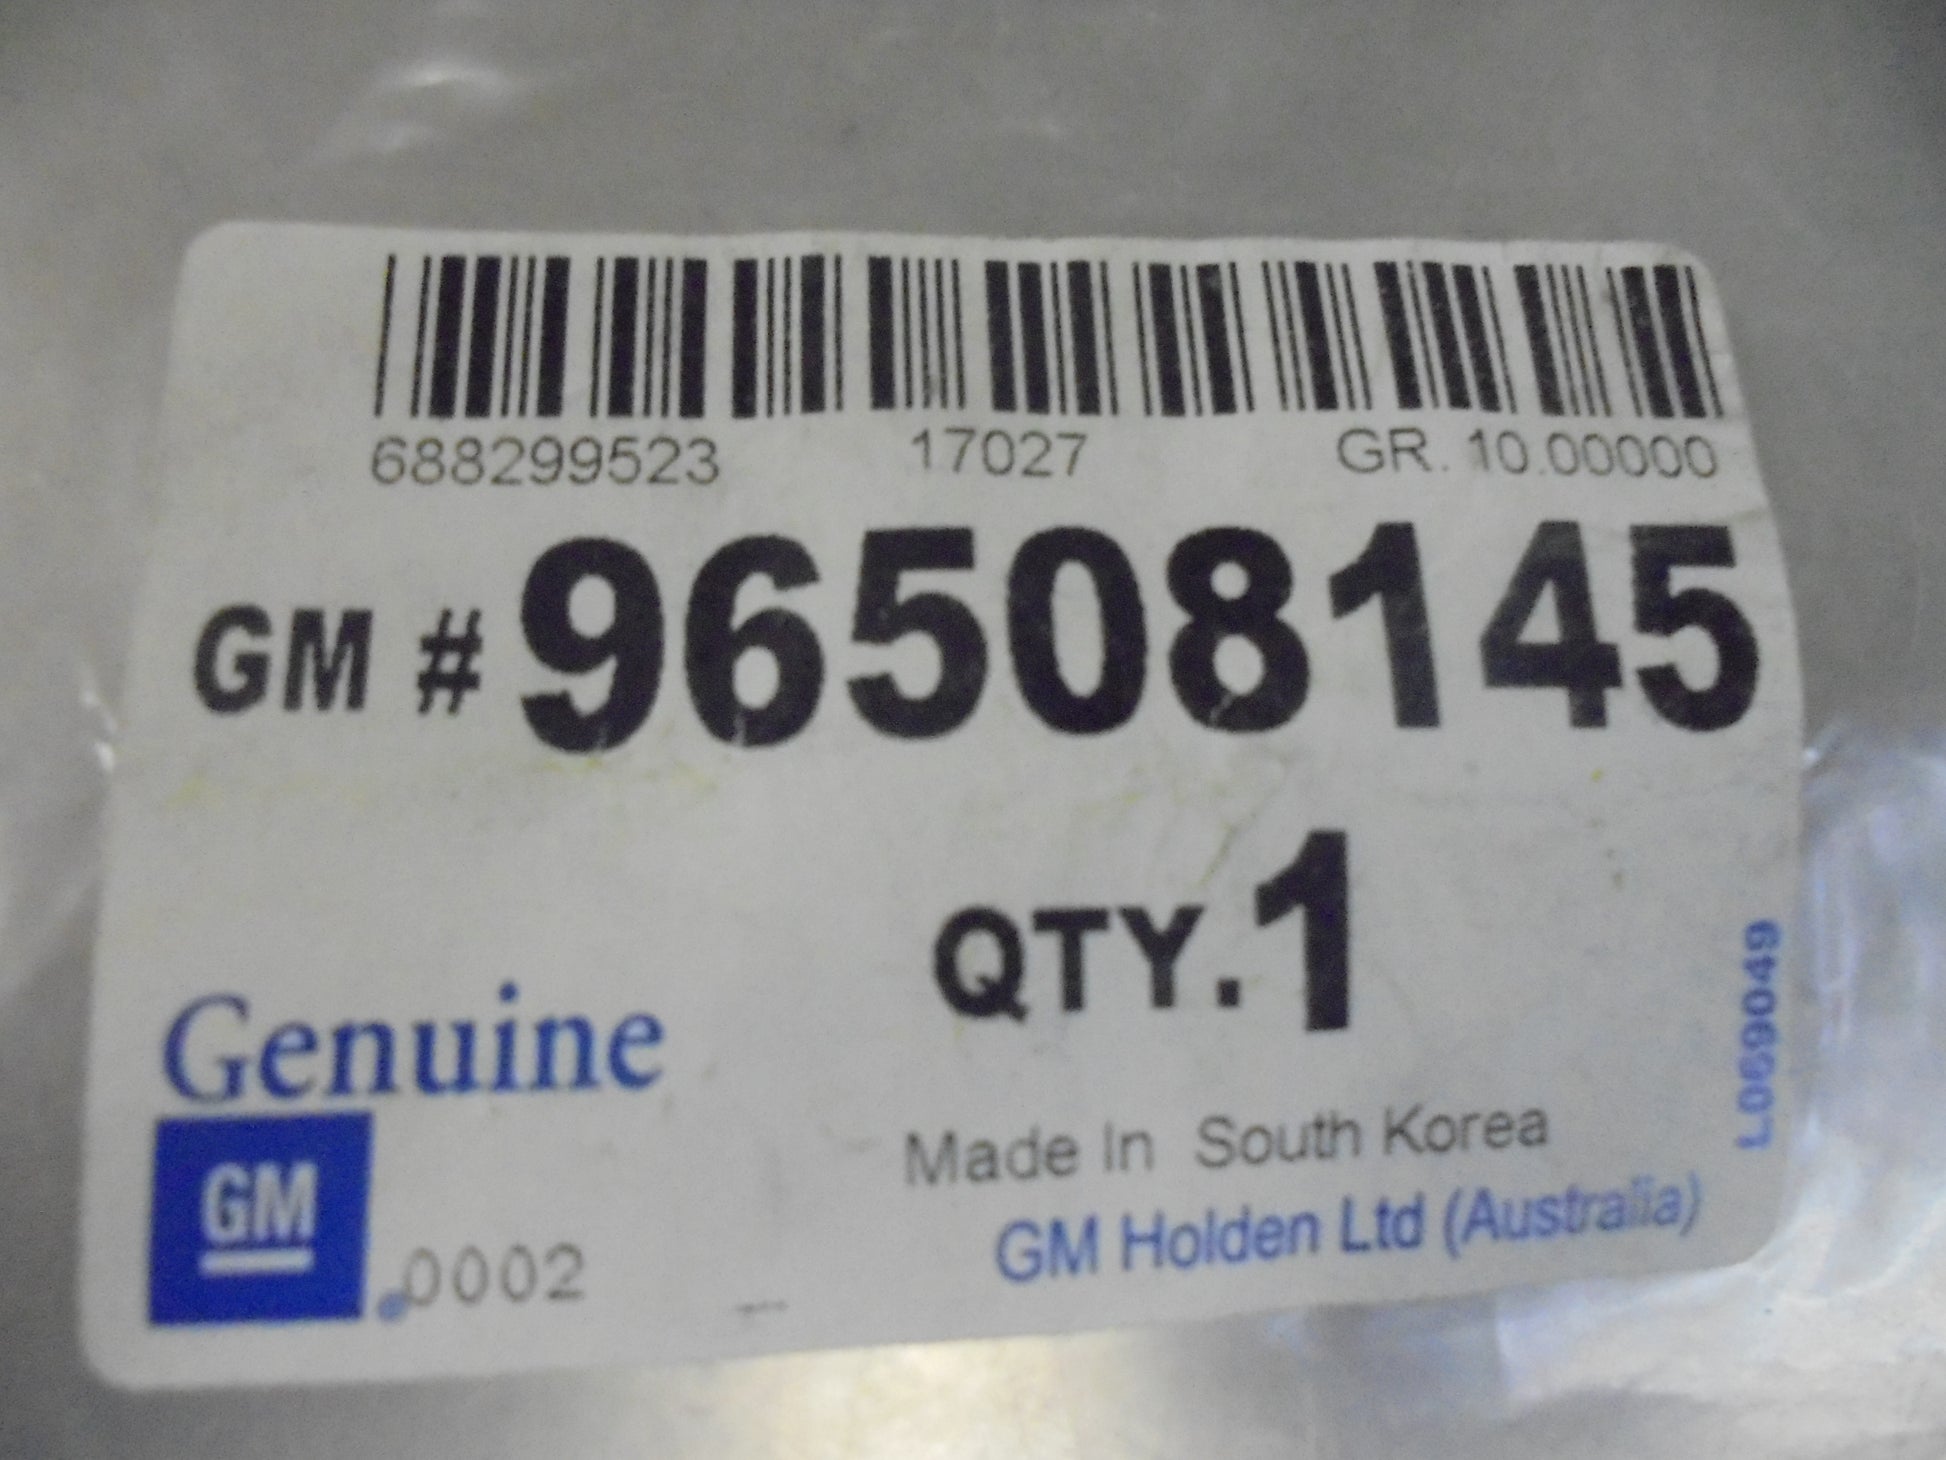 688299523 17027 GR. 10.00000
GM # 96508145
QTY. 1
Genuine
GM
.0002
Made In South Korea
GM Holden Ltd (Australia)
L069049